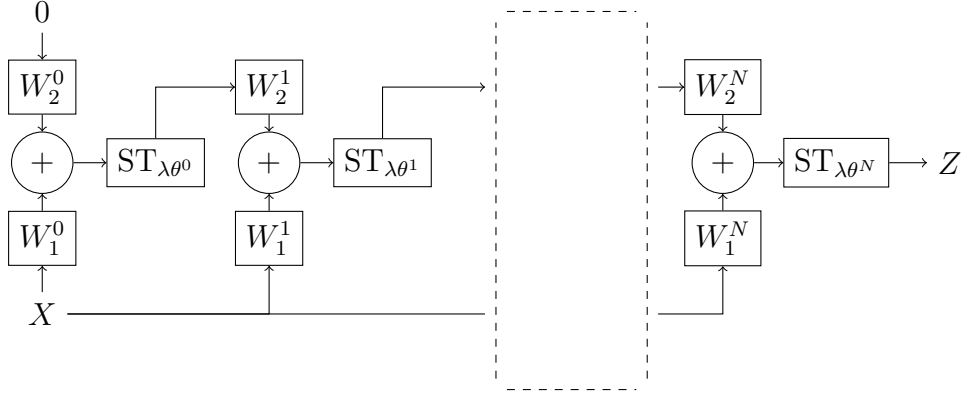 0
W_2^0 W_2^1 W_2^N
+ ST_{λθ^0} + ST_{λθ^1} + ST_{λθ^N} Z
W_1^0 W_1^1 W_1^N
X